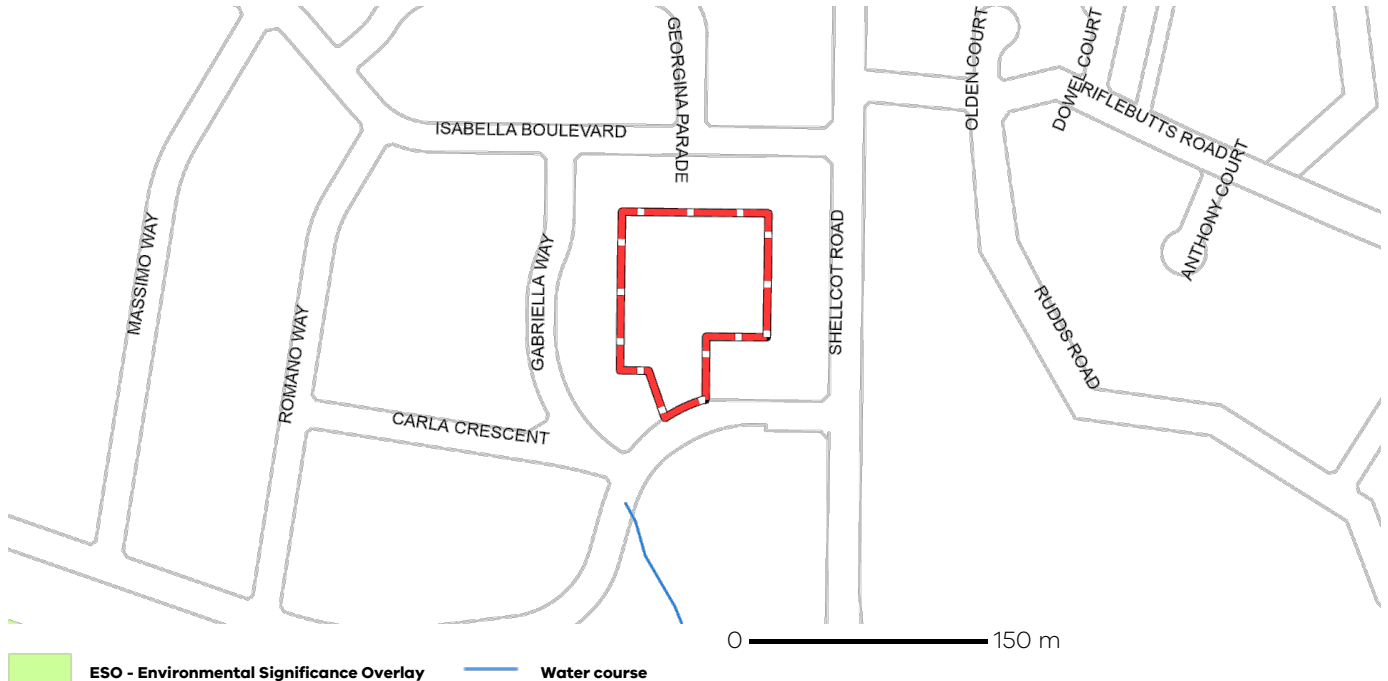 GEORGINA PARADE
OLDEN COURT
DOWEL COURT
RIFLEBUTTS ROAD
ISABELLA BOULEVARD
ANTHONY COURT
MASSIMO WAY
GABRIELLA WAY
SHELLCOT ROAD
ROMANO WAY
RUDDS ROAD
CARLA CRESCENT
0 150 m
ESO - Environmental Significance Overlay Water course